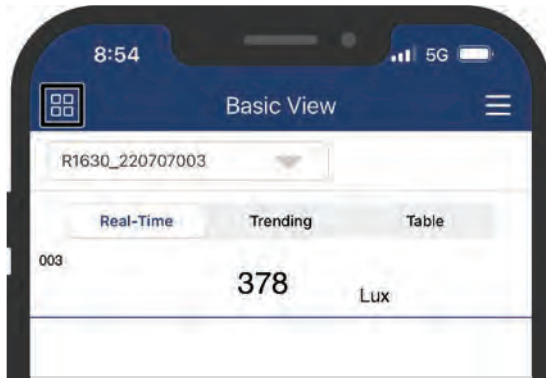 8:54 5G
Basic View
R1630_220707003
Real-Time Trending Table
003
378 Lux